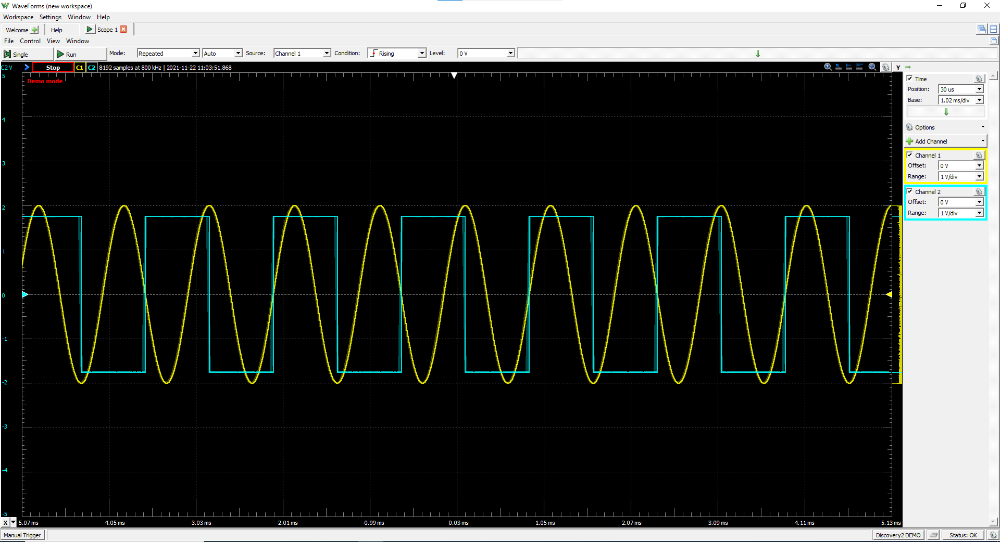 WaveForms (new workspace)
Workspace Settings Window Help
Welcome Help Scope 1
File Control View Window
Single Run Mode: Repeated Auto Source: Channel 1 Condition: Rising Level: 0 V
C2 V Stop C1 C2 8192 samples at 800 kHz | 2021-11-22 11:03:51.868 Y
Demo mode
5
4
3
2
1
0
-1
-2
-3
-4
-5
X -5.07 ms -4.05 ms -3.03 ms -2.01 ms -0.99 ms 0.03 ms 1.05 ms 2.07 ms 3.09 ms 4.11 ms 5.13 ms
Time
Position: 30 us
Base: 1.02 ms/div
Options
Add Channel
Channel 1
Offset: 0 V
Range: 1 V/div
Channel 2
Offset: 0 V
Range: 1 V/div
Manual Trigger Discovery2 DEMO Status: OK